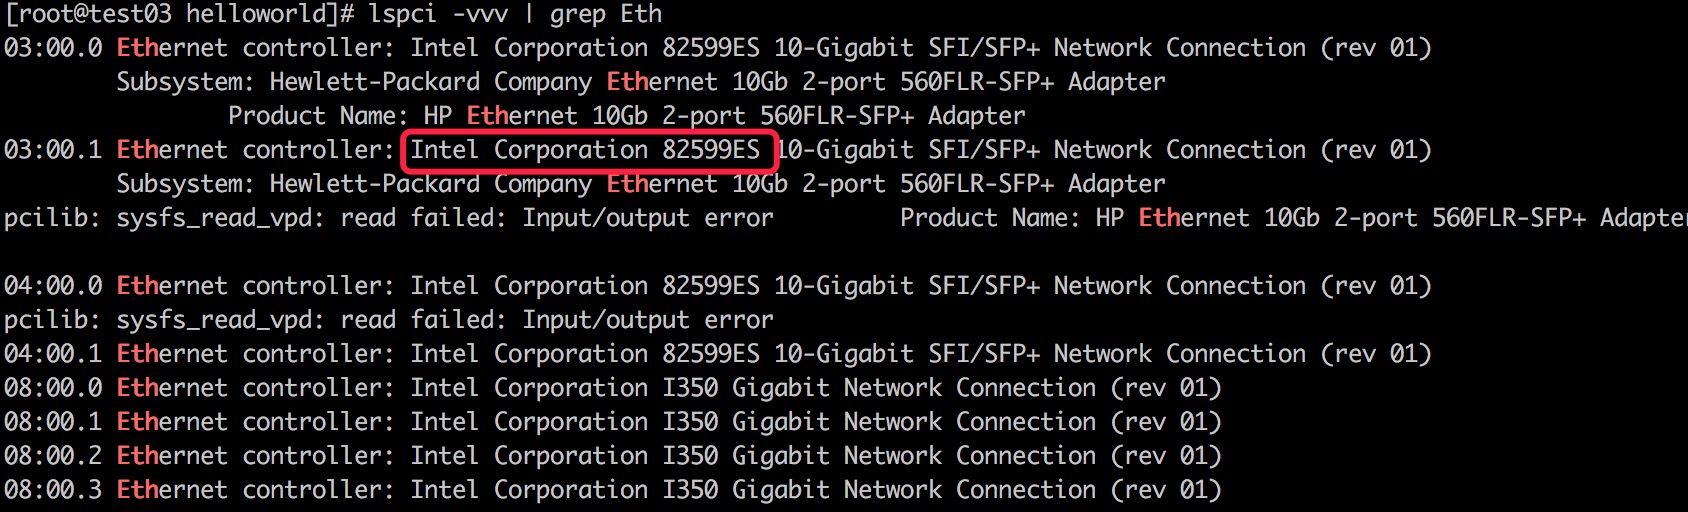 [root@test03 helloworld]# lspci -vvv | grep Eth
03:00.0 Ethernet controller: Intel Corporation 82599ES 10-Gigabit SFI/SFP+ Network Connection (rev 01)
Subsystem: Hewlett-Packard Company Ethernet 10Gb 2-port 560FLR-SFP+ Adapter
Product Name: HP Ethernet 10Gb 2-port 560FLR-SFP+ Adapter
03:00.1 Ethernet controller: Intel Corporation 82599ES 10-Gigabit SFI/SFP+ Network Connection (rev 01)
Subsystem: Hewlett-Packard Company Ethernet 10Gb 2-port 560FLR-SFP+ Adapter
pcilib: sysfs_read_vpd: read failed: Input/output error Product Name: HP Ethernet 10Gb 2-port 560FLR-SFP+ Adapter
04:00.0 Ethernet controller: Intel Corporation 82599ES 10-Gigabit SFI/SFP+ Network Connection (rev 01)
pcilib: sysfs_read_vpd: read failed: Input/output error
04:00.1 Ethernet controller: Intel Corporation 82599ES 10-Gigabit SFI/SFP+ Network Connection (rev 01)
08:00.0 Ethernet controller: Intel Corporation I350 Gigabit Network Connection (rev 01)
08:00.1 Ethernet controller: Intel Corporation I350 Gigabit Network Connection (rev 01)
08:00.2 Ethernet controller: Intel Corporation I350 Gigabit Network Connection (rev 01)
08:00.3 Ethernet controller: Intel Corporation I350 Gigabit Network Connection (rev 01)